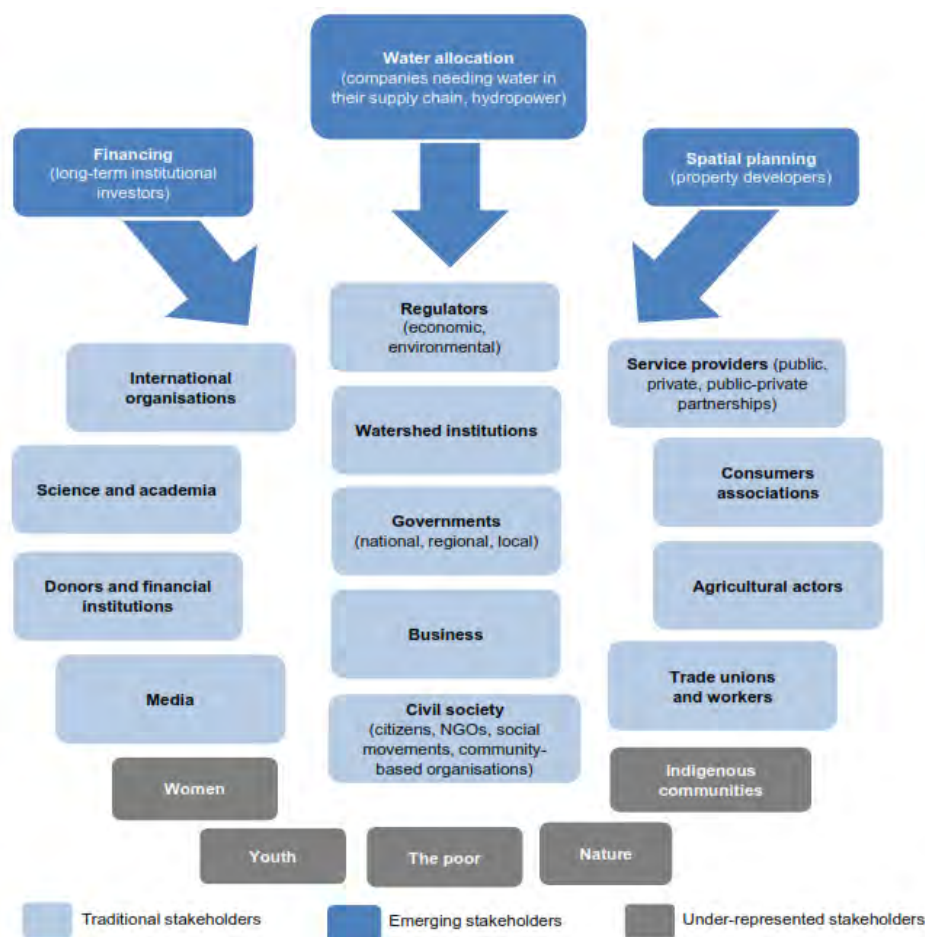 Water allocation
(companies needing water in
their supply chain, hydropower)
Financing
(long-term institutional
investors)
Spatial planning
(property developers)
Regulators
(economic,
environmental)
International
organisations
Service providers (public,
private, public-private
partnerships)
Watershed institutions
Science and academia
Consumers
associations
Governments
(national, regional, local)
Donors and financial
institutions
Agricultural actors
Business
Media
Trade unions
and workers
Civil society
(citizens, NGOs, social
movements, community-
based organisations)
Women
Indigenous
communities
Youth
The poor
Nature
Traditional stakeholders
Emerging stakeholders
Under-represented stakeholders